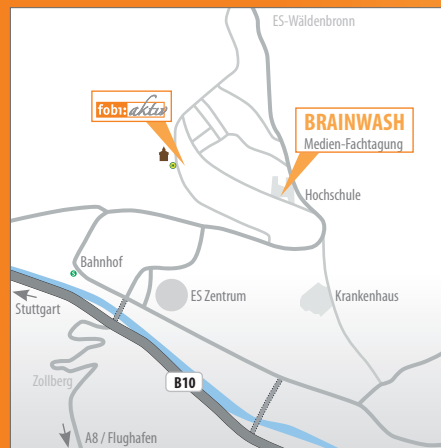 ES-Wäldenbronn
fobi:aktiv
BRAINWASH
Medien-Fachtagung
Hochschule
Bahnhof
S
ES Zentrum
Krankenhaus
Stuttgart
Zollberg
B10
A8 / Flughafen